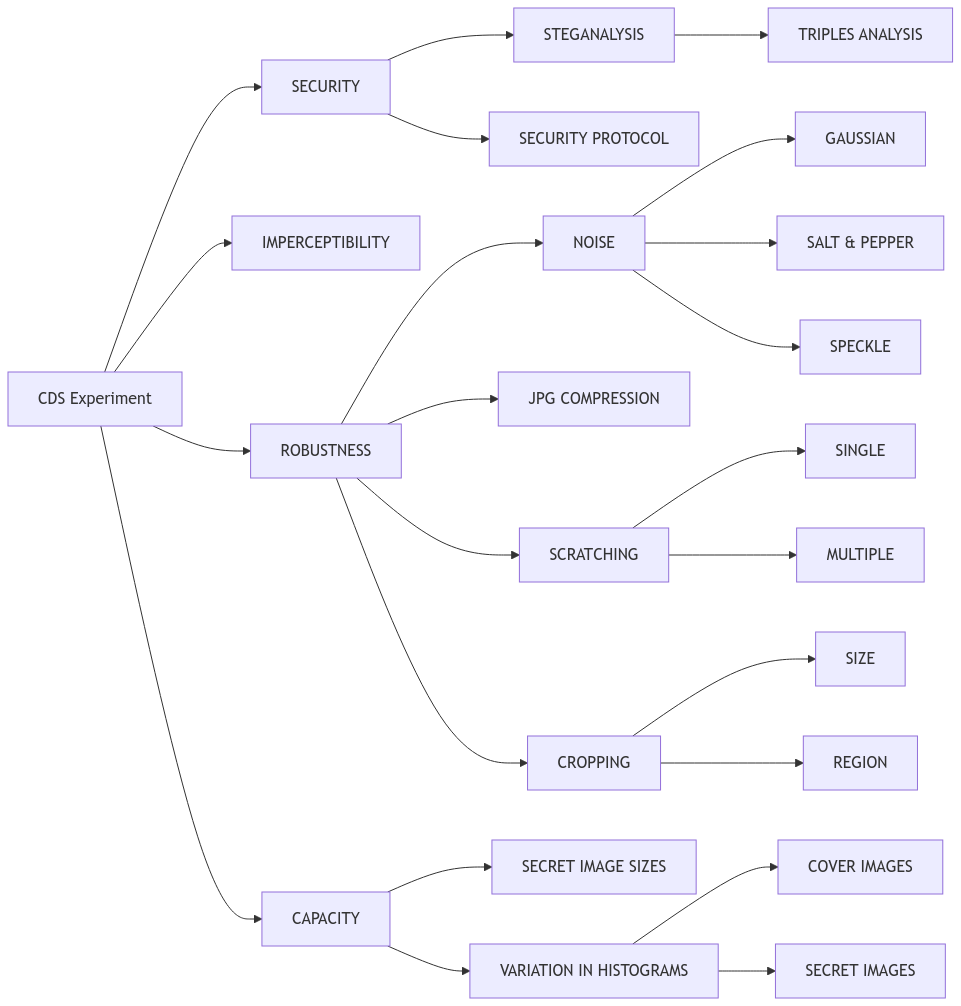 STEGANALYSIS
TRIPLES ANALYSIS
SECURITY
SECURITY PROTOCOL
GAUSSIAN
IMPERCEPTIBILITY
NOISE
SALT & PEPPER
SPECKLE
CDS Experiment
JPG COMPRESSION
ROBUSTNESS
SINGLE
SCRATCHING
MULTIPLE
SIZE
CROPPING
REGION
SECRET IMAGE SIZES
COVER IMAGES
CAPACITY
VARIATION IN HISTOGRAMS
SECRET IMAGES